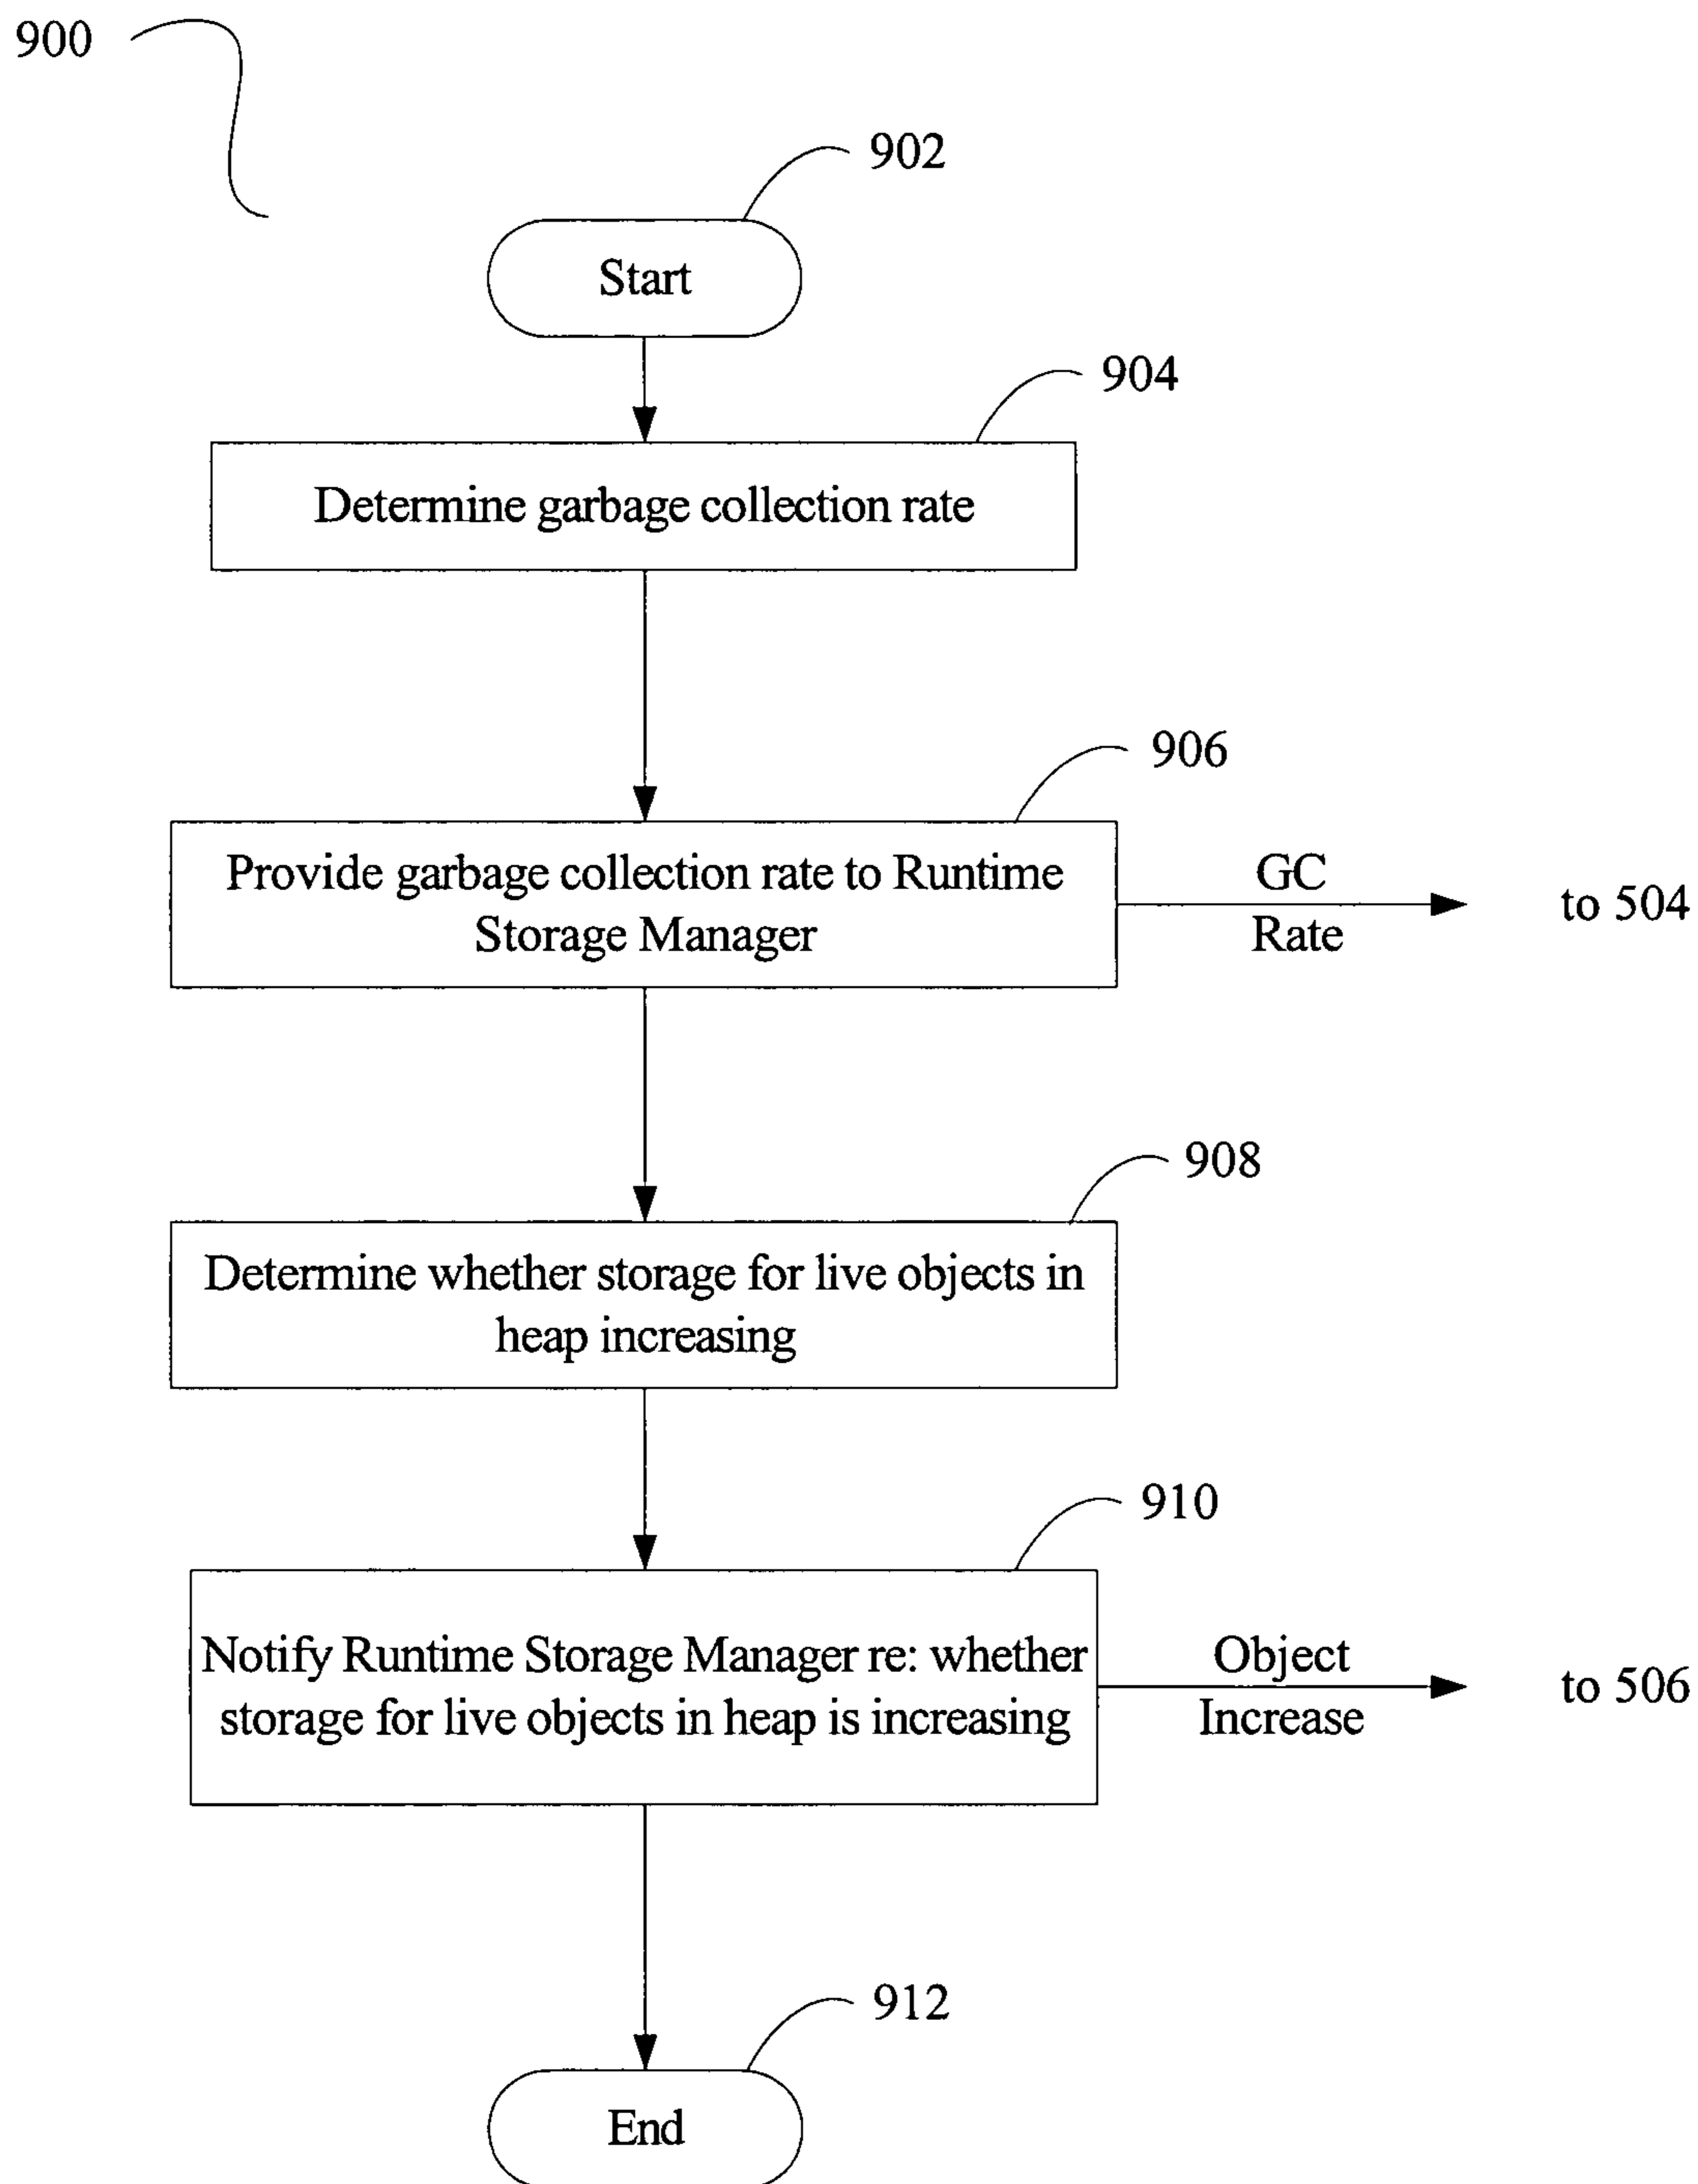 900
902
Start
904
Determine garbage collection rate
906
Provide garbage collection rate to Runtime
Storage Manager
GC
Rate
to 504
908
Determine whether storage for live objects in
heap increasing
910
Notify Runtime Storage Manager re: whether
storage for live objects in heap is increasing
Object
Increase
to 506
912
End